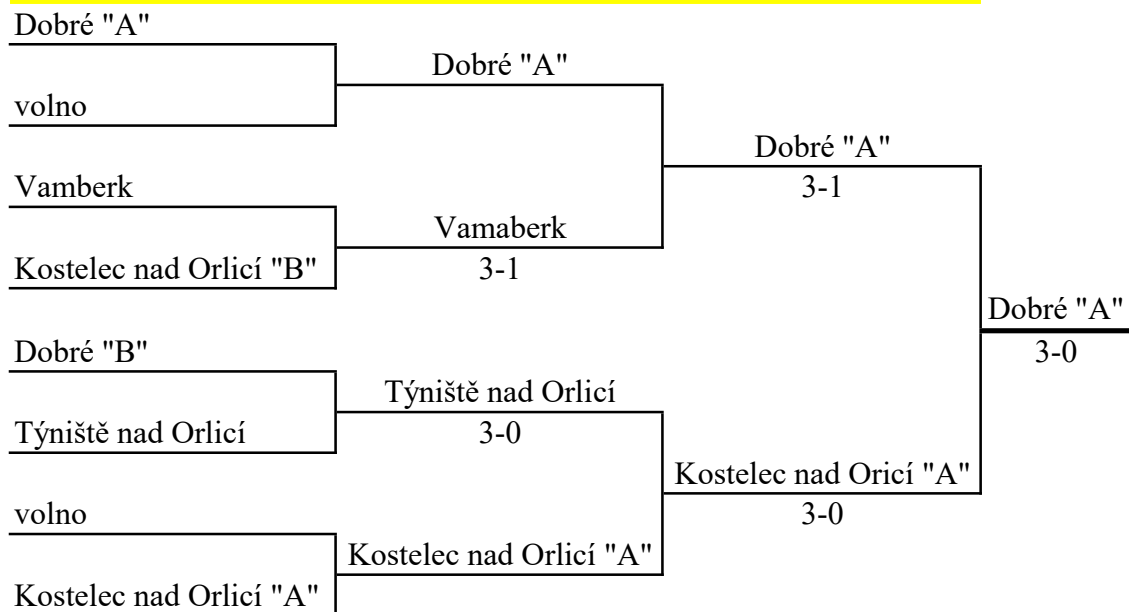 Dobré "A"
Dobré "A"
volno
Dobré "A"
Vamberk
3-1
Vamaberk
Kostelec nad Orlicí "B"
3-1
Dobré "A"
Dobré "B"
3-0
Týniště nad Orlicí
Týniště nad Orlicí
3-0
Kostelec nad Oricí "A"
volno
3-0
Kostelec nad Orlicí "A"
Kostelec nad Orlicí "A"